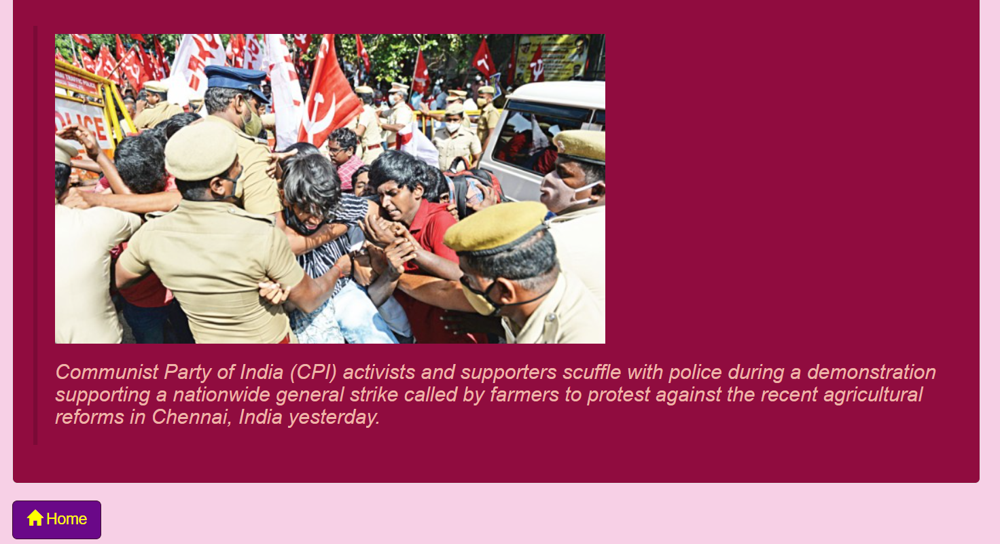 POLICE
Communist Party of India (CPI) activists and supporters scuffle with police during a demonstration
supporting a nationwide general strike called by farmers to protest against the recent agricultural
reforms in Chennai, India yesterday.
Home